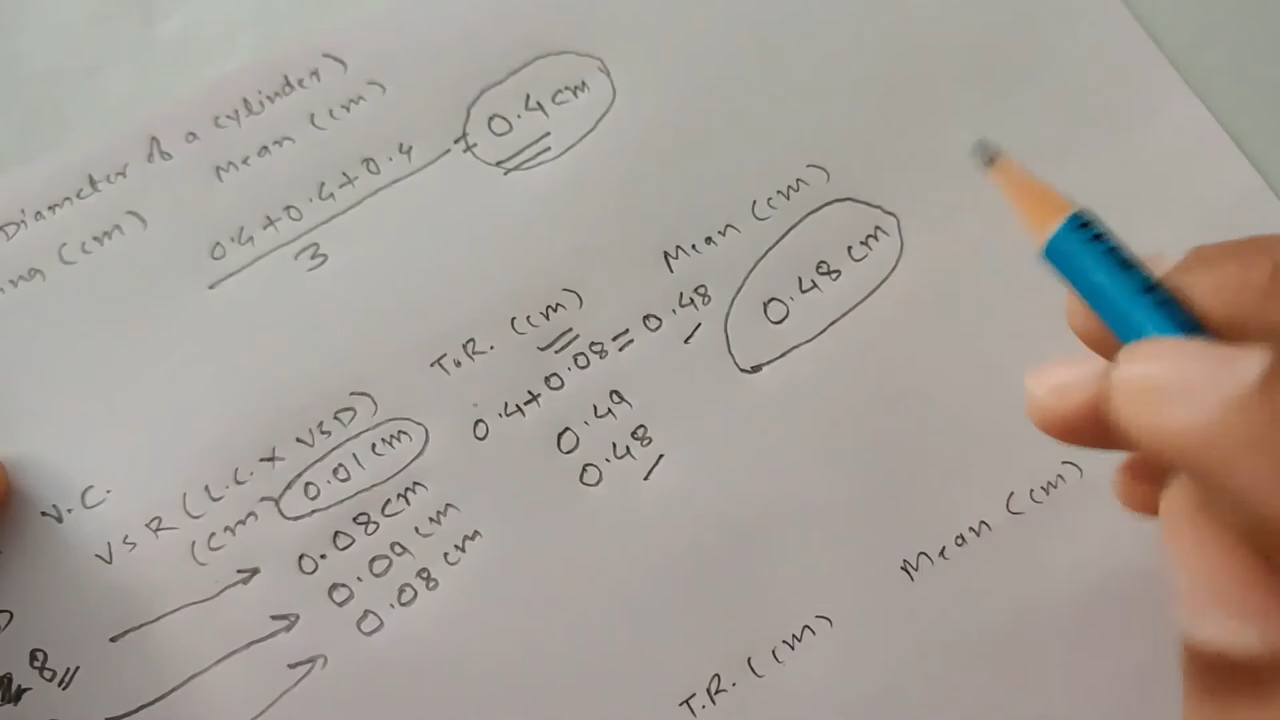 Diameter of a cylinder)
Mean (cm)
(cm)
0.4+0.4+0.4 = 0.4 cm
3
Mean (cm)
T.R. (cm)
0.4+0.08 = 0.48
0.48 cm
0.49
0.48
V.C.
VSR (L.C. X VSD)
(cm) 0.01 cm
0.08 cm
0.09 cm
0.08 cm
8
Mean (cm)
T.R. (cm)